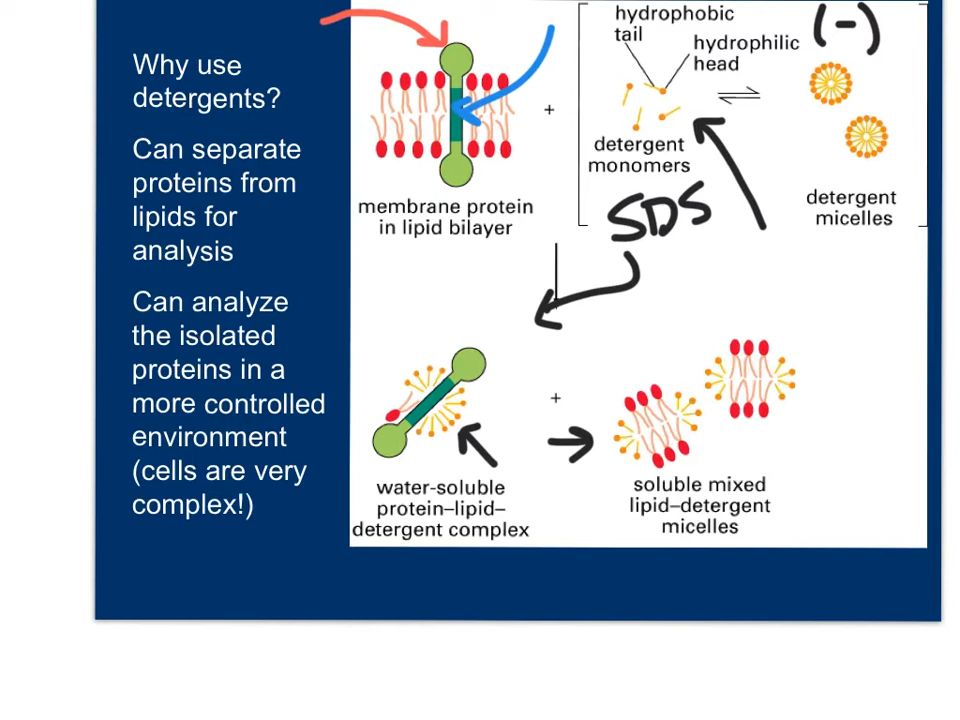 Why use
detergents?
Can separate
proteins from
lipids for
analysis
Can analyze
the isolated
proteins in a
more controlled
environment
(cells are very
complex!)
hydrophobic
tail
hydrophilic
head
(-)
+
detergent
monomers
detergent
micelles
membrane protein
in lipid bilayer
SDS
+
water-soluble
protein–lipid–
detergent complex
soluble mixed
lipid–detergent
micelles